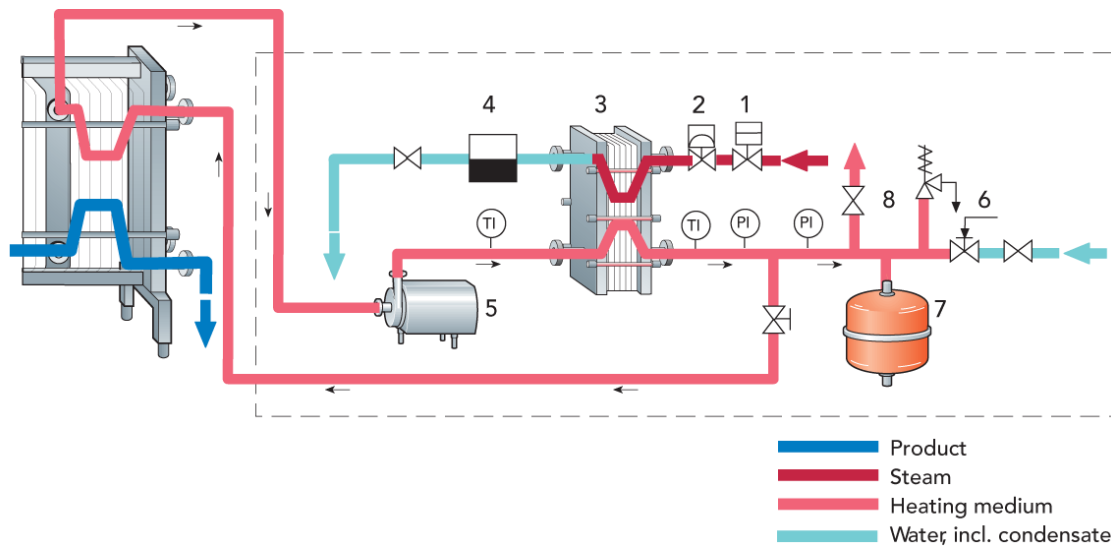 4
3
2
1
8
6
TI
TI
PI
PI
5
7
Product
Steam
Heating medium
Water, incl. condensate